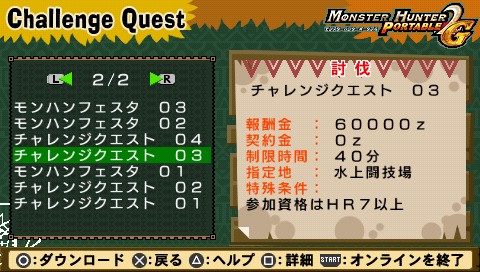 Challenge Quest
MONSTER HUNTER
PORTABLE 2 G
L 2/2 R
モンハンフェスタ 03
モンハンフェスタ 02
チャレンジクエスト 04
チャレンジクエスト 03
モンハンフェスタ 01
チャレンジクエスト 02
チャレンジクエスト 01
討伐
チャレンジクエスト 03
報酬金 : 60000z
契約金 : 0z
制限時間: 40分
指定地 : 水上闘技場
特殊条件:
参加資格はHR7以上
○:ダウンロード ×:戻る △:ヘルプ □:詳細 START:オンラインを終了